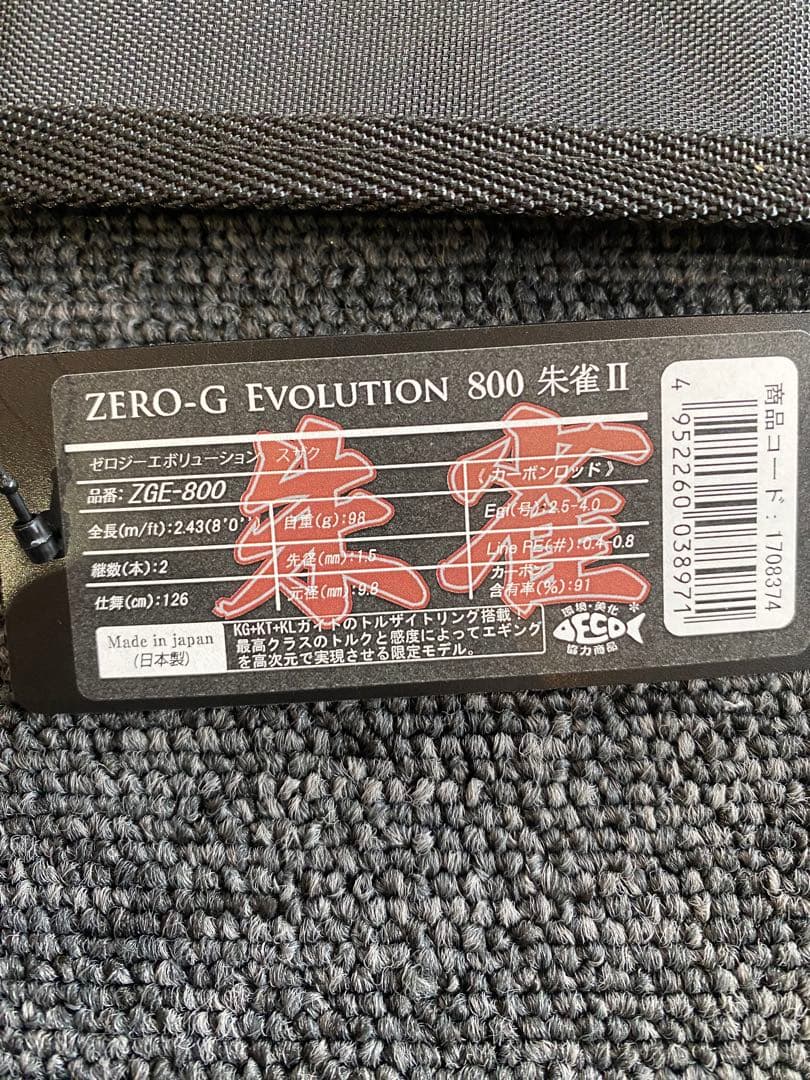 ZERO-G EVOLUTION 800 朱雀Ⅱ
ゼロジーエボリューション スザク
《 カーボンロッド 》
品番: ZGE-800
全長(m/ft):2.43(8'0")
自重(g):98
Egi(号):2.5-4.0
継数(本):2
先径(mm):1.5
Line PE(#):0.4-0.8
仕舞(cm):126
元径(mm):9.8
カーボン
含有率(%):91
朱雀
Made in japan
(日本製)
KG+KT+KLガイドのトルザイトリング搭載！
最高クラスのトルクと感度によってエギング
を高次元で実現させる限定モデル。
環境・美化
DECO
協力商品
商品コード:1708374
4 952260 038971